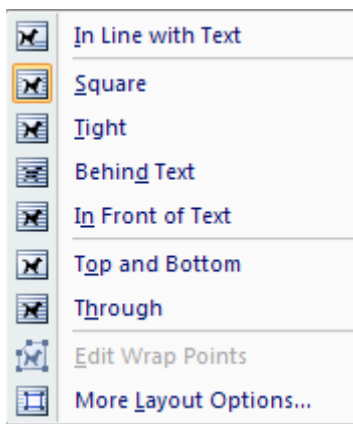 In Line with Text
Square
Tight
Behind Text
In Front of Text
Top and Bottom
Through
Edit Wrap Points
More Layout Options...